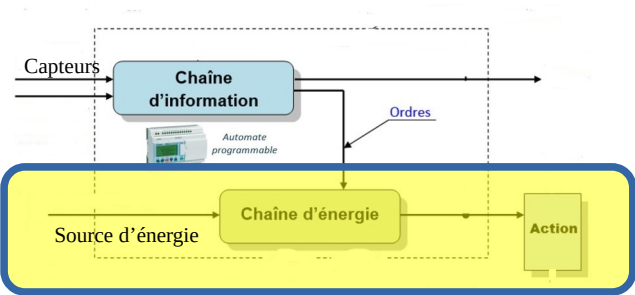 Capteurs
Chaîne
d'information
Ordres
Automate
programmable
Chaîne d'énergie
Source d'énergie
Action